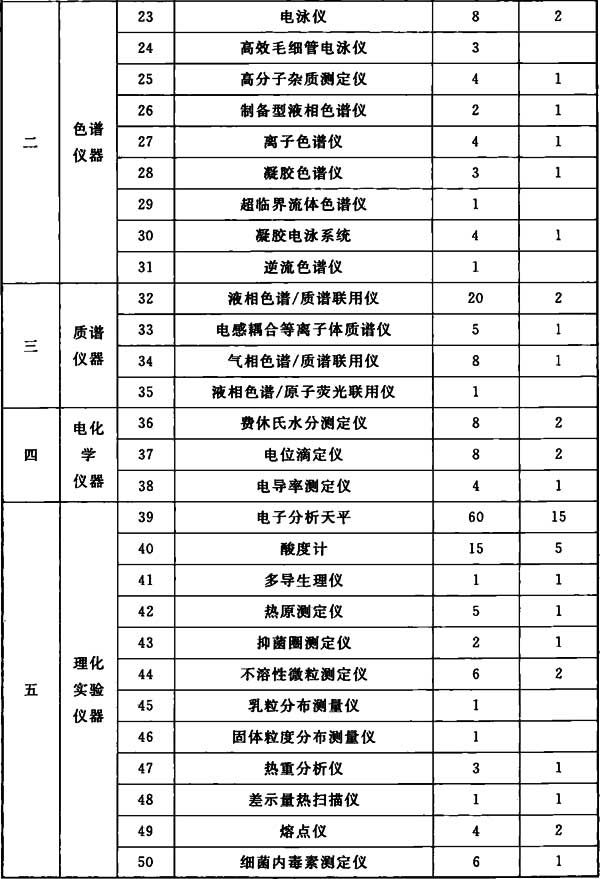 二 色谱仪器 23 电泳仪 8 2
24 高效毛细管电泳仪 3
25 高分子杂质测定仪 4 1
26 制备型液相色谱仪 2 1
27 离子色谱仪 4 1
28 凝胶色谱仪 3 1
29 超临界流体色谱仪 1
30 凝胶电泳系统 4 1
31 逆流色谱仪 1
三 质谱仪器 32 液相色谱/质谱联用仪 20 2
33 电感耦合等离子体质谱仪 5 1
34 气相色谱/质谱联用仪 8 1
35 液相色谱/原子荧光联用仪 1
四 电化学仪器 36 费休氏水分测定仪 8 2
37 电位滴定仪 8 2
38 电导率测定仪 4 1
五 理化实验仪器 39 电子分析天平 60 15
40 酸度计 15 5
41 多导生理仪 1 1
42 热原测定仪 5 1
43 抑菌圈测定仪 2 1
44 不溶性微粒测定仪 6 2
45 乳粒分布测量仪 1
46 固体粒度分布测量仪 1
47 热重分析仪 3 1
48 差示量热扫描仪 1 1
49 熔点仪 4 2
50 细菌内毒素测定仪 6 1